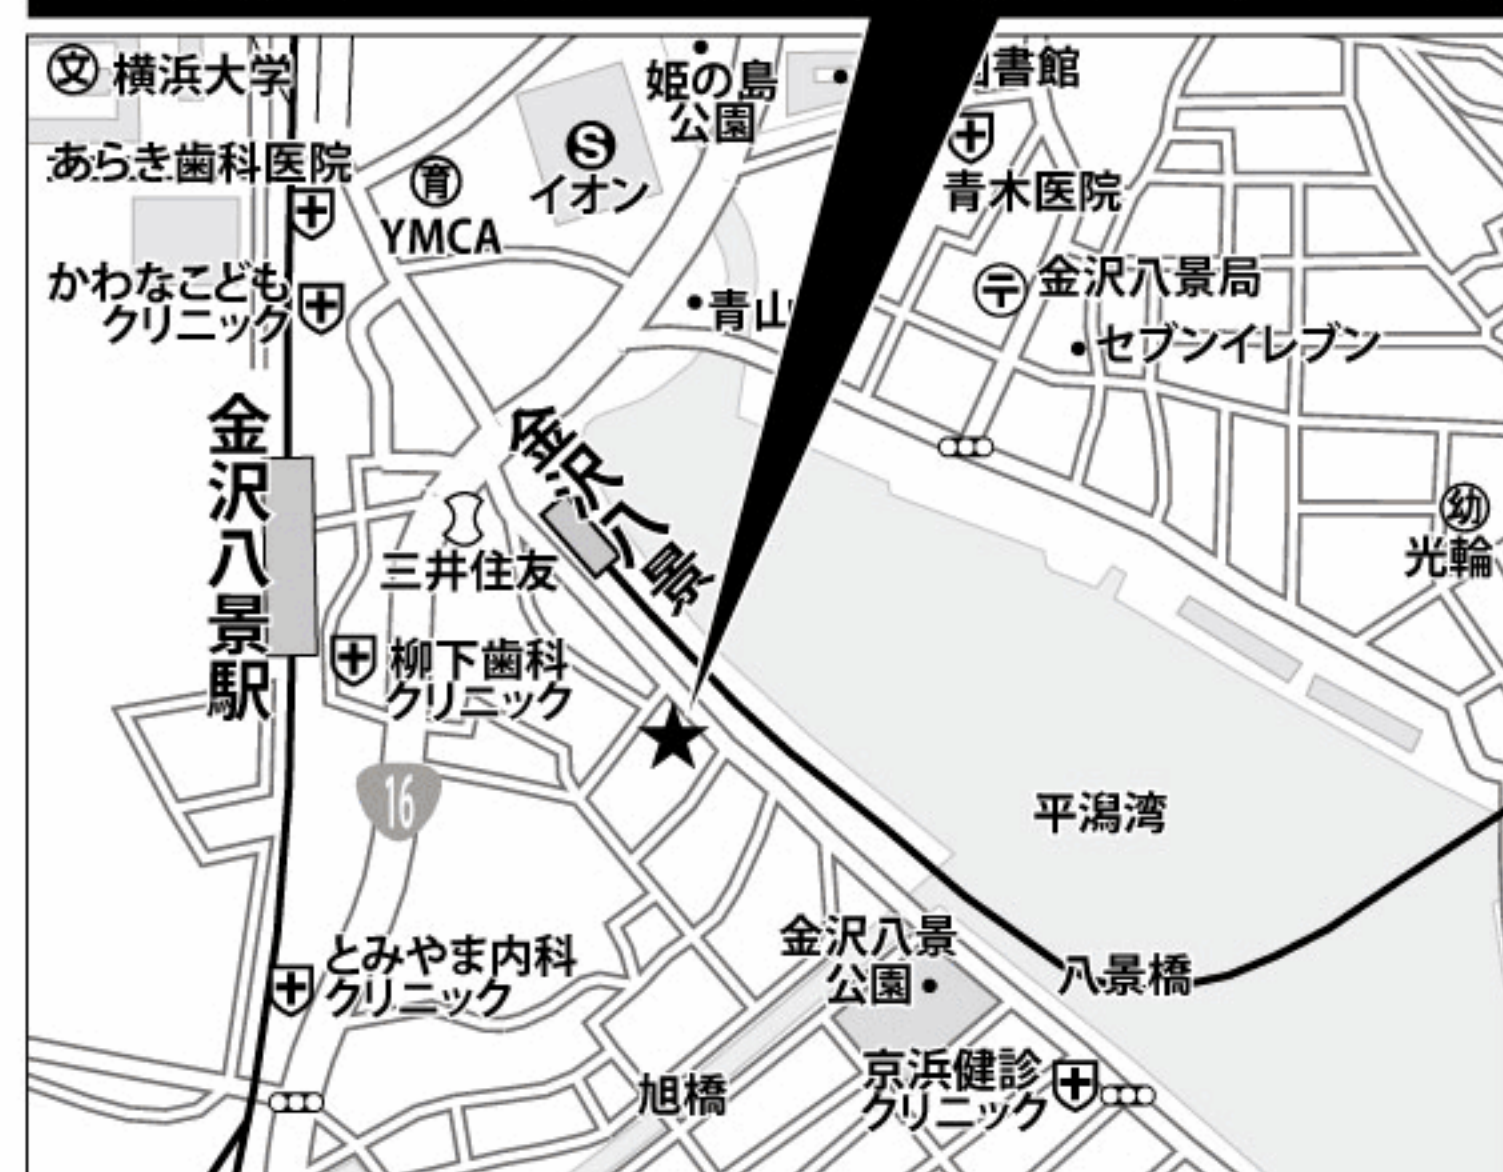 文 横浜大学
あらき歯科医院
育
YMCA
S
イオン
姫の島
公園
書館
青木医院
かわなこども
クリニック
青山
〒 金沢八景局
セブンイレブン
金沢八景駅
金沢八景
三井住友
幼
光輪
柳下歯科
クリニック
16
平潟湾
とみやま内科
クリニック
金沢八景
公園
八景橋
旭橋
京浜健診
クリニック